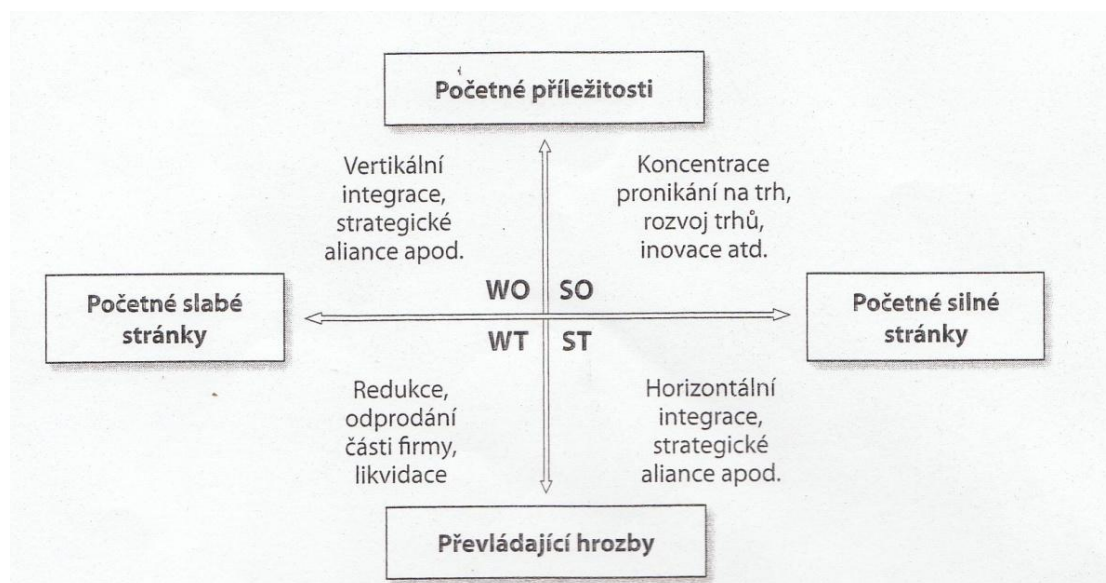 Početné příležitosti
Vertikální
integrace,
strategické
aliance apod.
Koncentrace
pronikání na trh,
rozvoj trhů,
inovace atd.
Početné slabé
stránky
WO SO
WT ST
Početné silné
stránky
Redukce,
odprodání
části firmy,
likvidace
Horizontální
integrace,
strategické
aliance apod.
Převládající hrozby